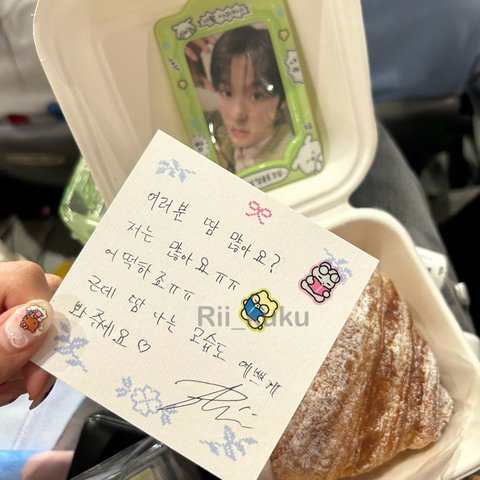 여러분 땀 많아요?
저는 많아요ㅠㅠ
어떡하죠ㅠㅠ
근데 땀 나는 모습도 예쁘게
봐주세요♡